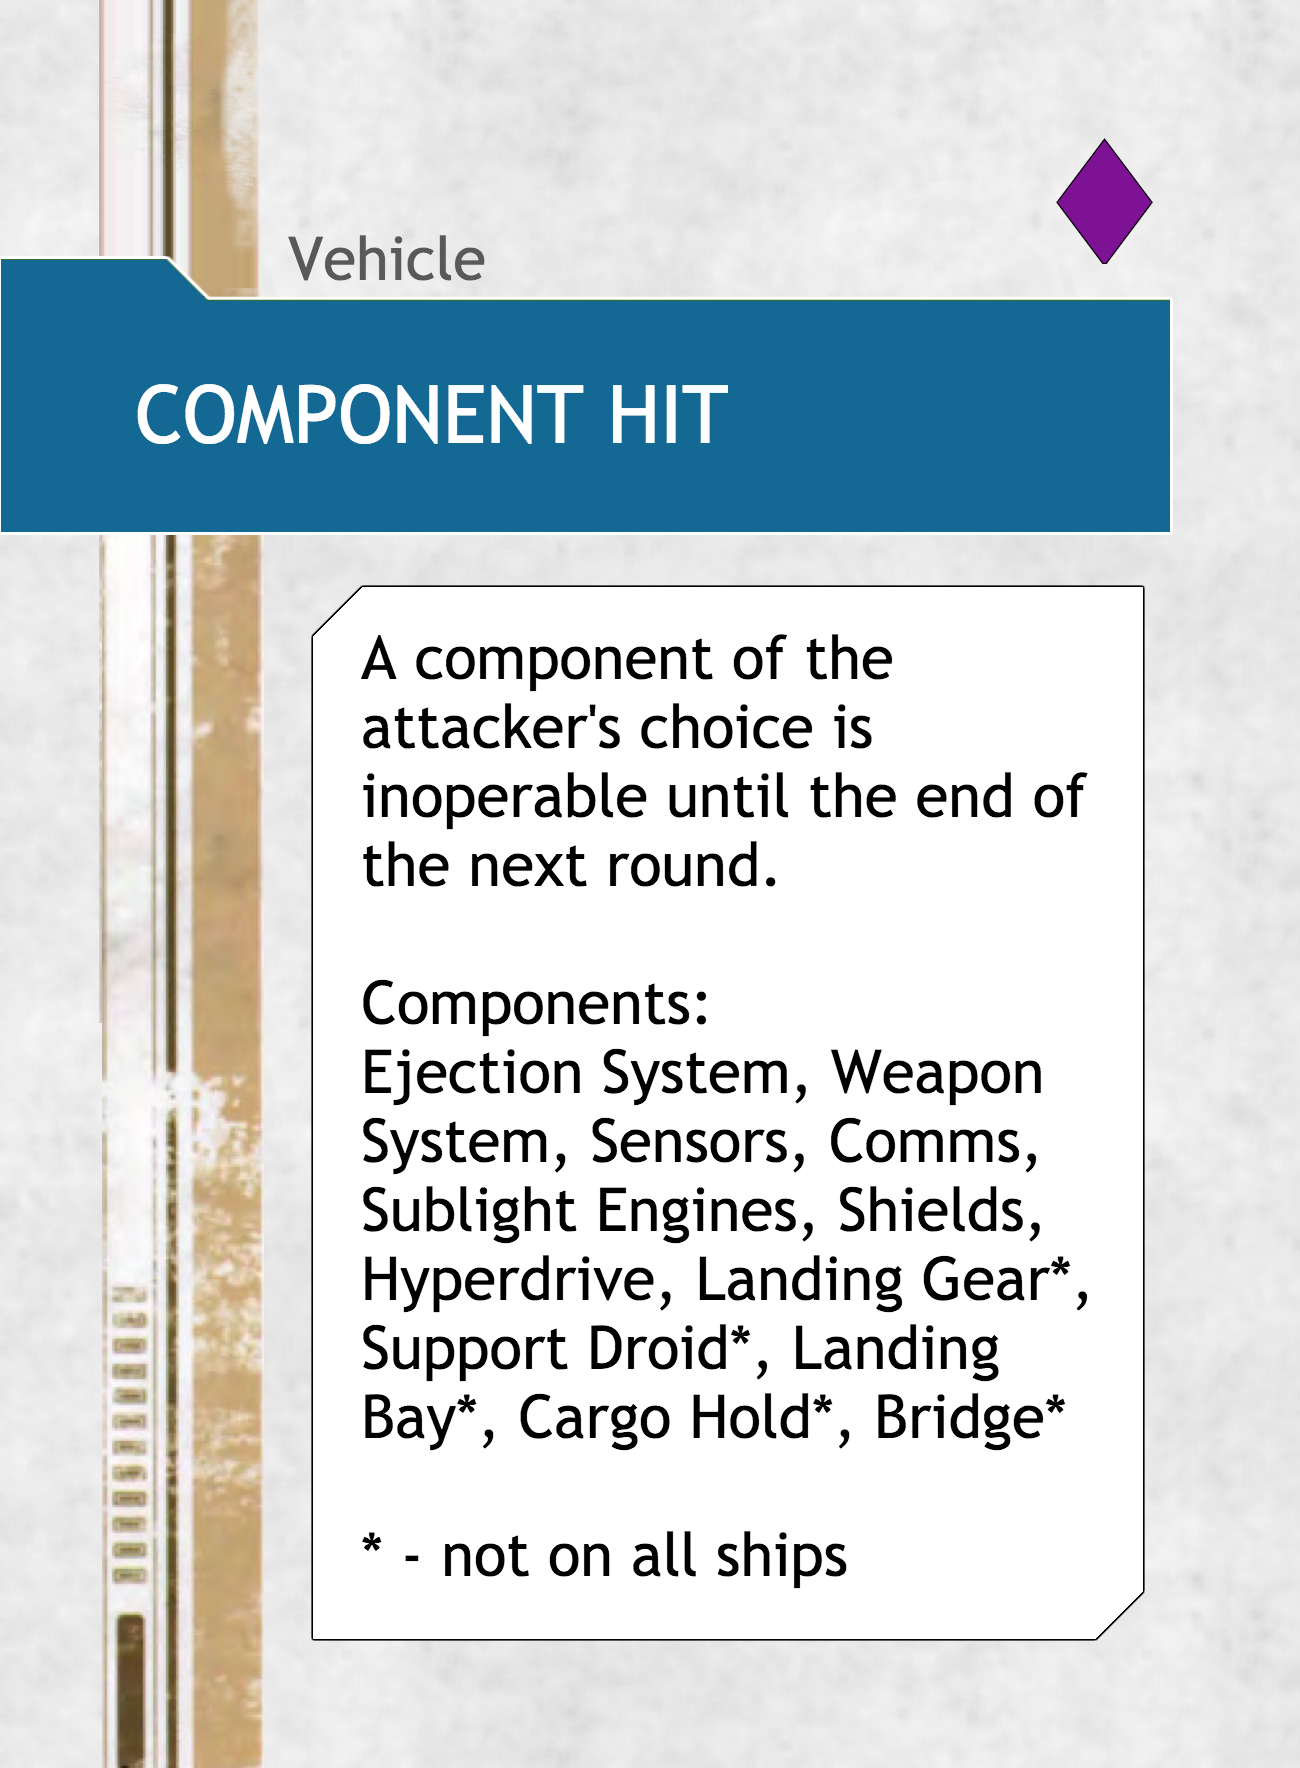 Vehicle
COMPONENT HIT
A component of the
attacker's choice is
inoperable until the end of
the next round.
Components:
Ejection System, Weapon
System, Sensors, Comms,
Sublight Engines, Shields,
Hyperdrive, Landing Gear*,
Support Droid*, Landing
Bay*, Cargo Hold*, Bridge*
* - not on all ships